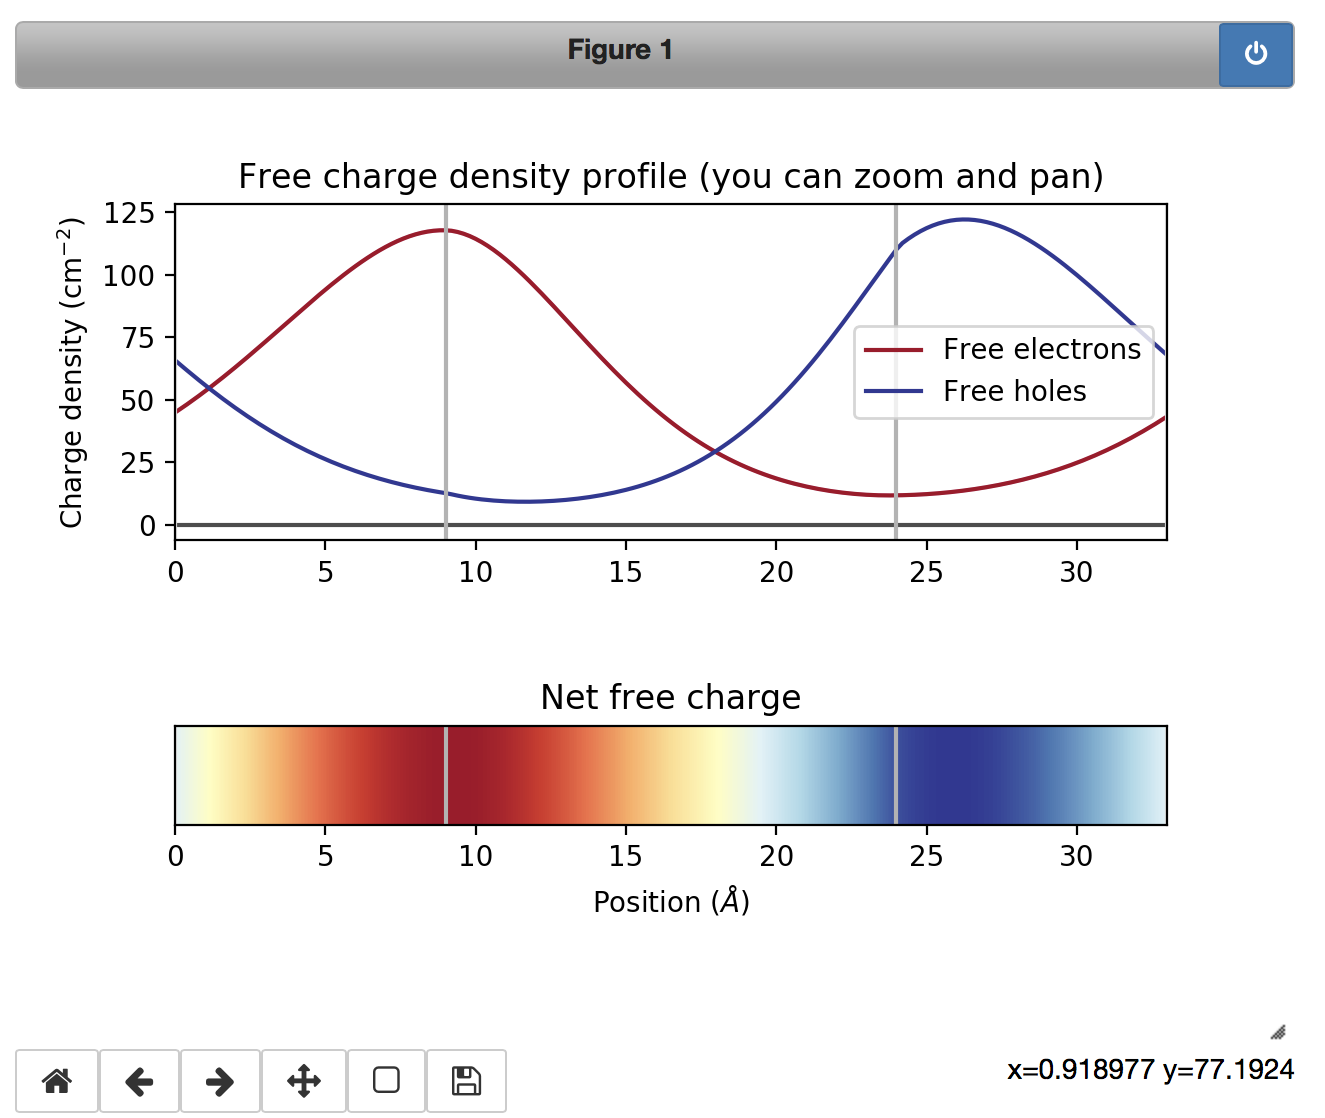 Figure 1
Free charge density profile (you can zoom and pan)
Charge density (cm⁻²)
125
100
75
50
25
0
Free electrons
Free holes
0 5 10 15 20 25 30
Net free charge
0 5 10 15 20 25 30
Position (Å)
x=0.918977 y=77.1924